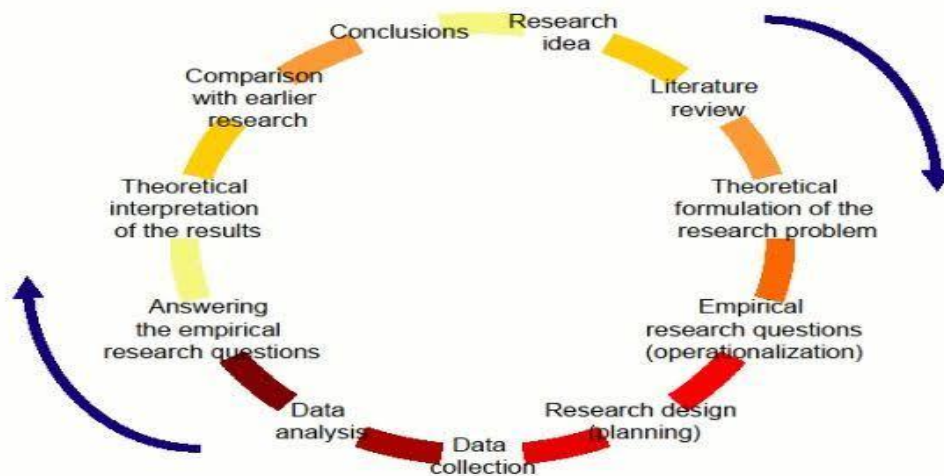 Research
idea
Literature
review
Theoretical
formulation of the
research problem
Empirical
research questions
(operationalization)
Research design
(planning)
Data
collection
Data
analysis
Answering
the empirical
research questions
Theoretical
interpretation
of the results
Comparison
with earlier
research
Conclusions